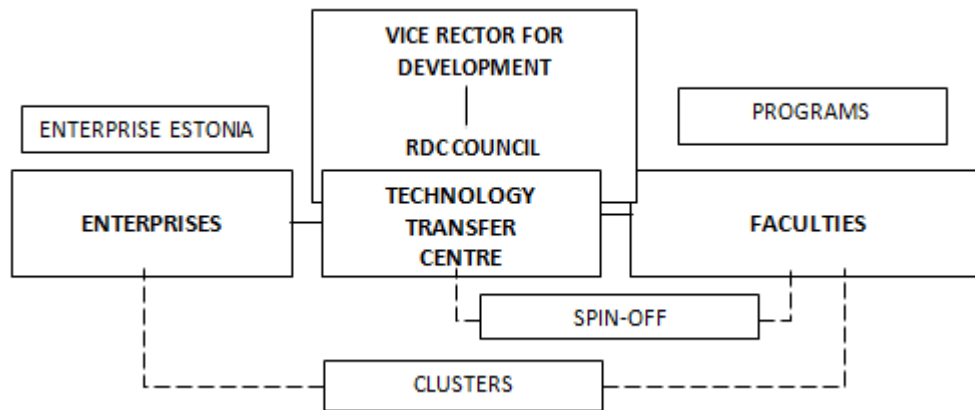 VICE RECTOR FOR
DEVELOPMENT
RDC COUNCIL
ENTERPRISE ESTONIA
PROGRAMS
ENTERPRISES
TECHNOLOGY
TRANSFER
CENTRE
FACULTIES
SPIN-OFF
CLUSTERS